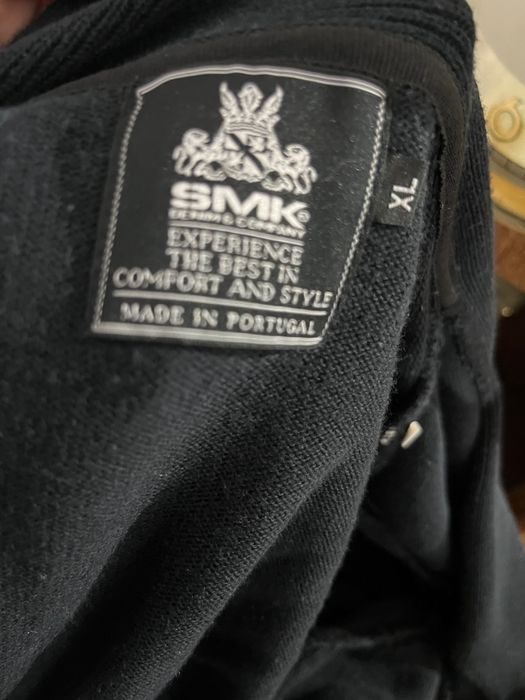 SMK®
DENIM & COMPANY
EXPERIENCE
THE BEST IN
COMFORT AND STYLE
MADE IN PORTUGAL
XL